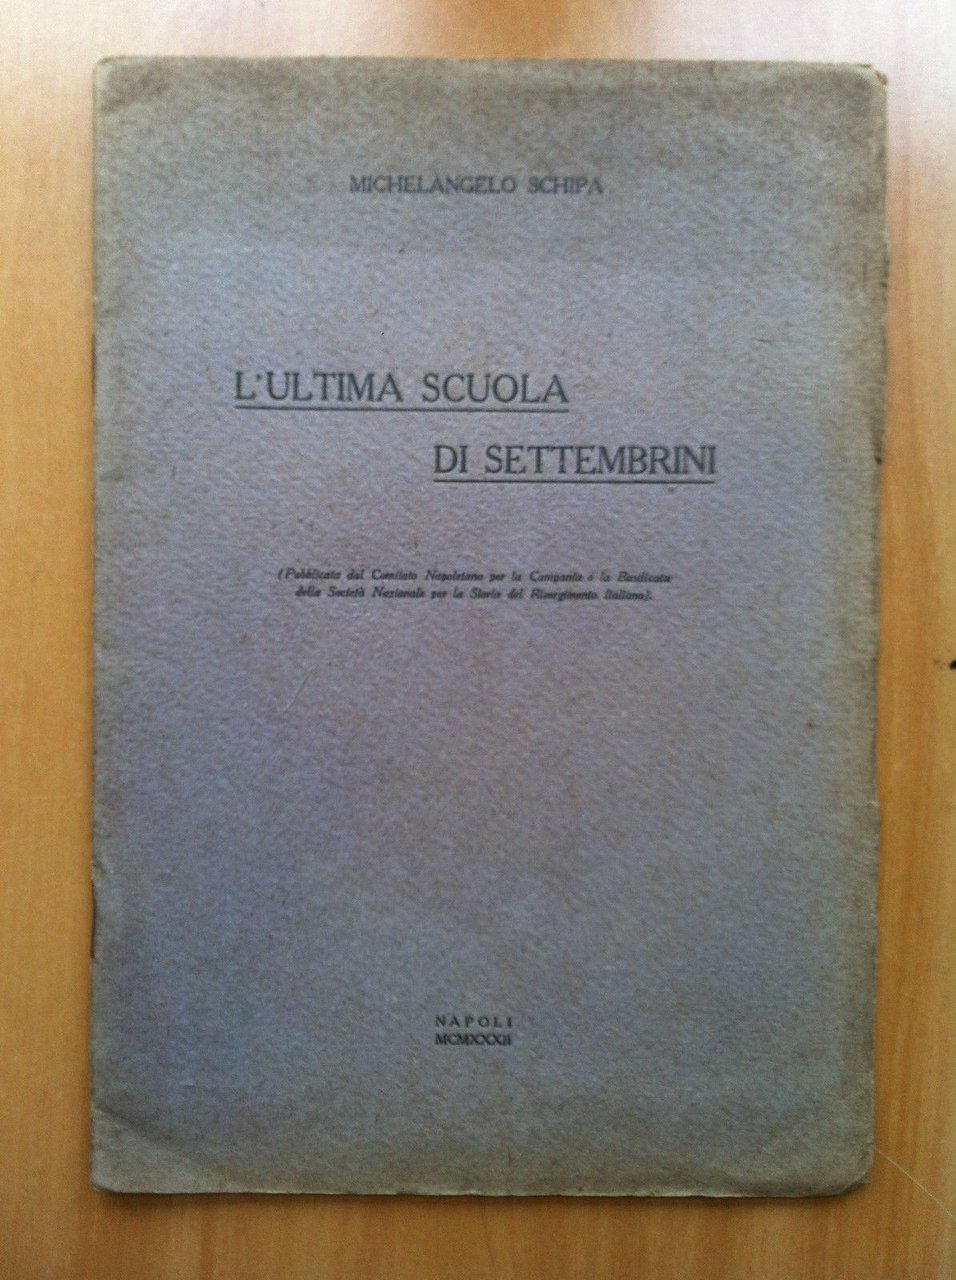 MICHELANGELO SCHIPA
L'ULTIMA SCUOLA
DI SETTEMBRINI
(Pubblicata dal Comitato Napoletano per la Campania e la Basilicata
della Società Nazionale per la Storia del Risorgimento Italiano).
NAPOLI
MCMXXXII